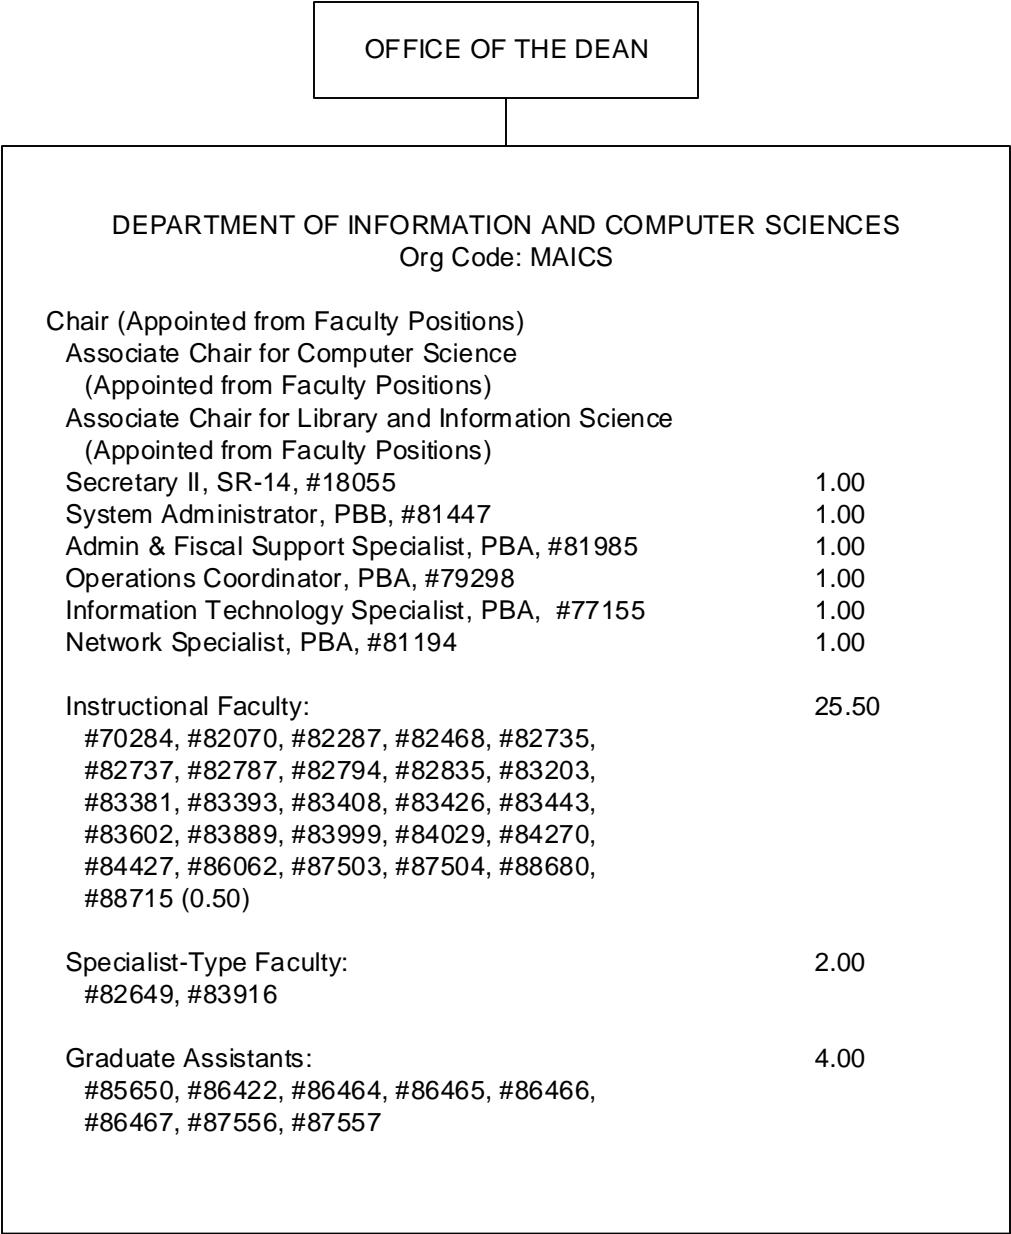 OFFICE OF THE DEAN
DEPARTMENT OF INFORMATION AND COMPUTER SCIENCES
Org Code: MAICS
Chair (Appointed from Faculty Positions)
Associate Chair for Computer Science
(Appointed from Faculty Positions)
Associate Chair for Library and Information Science
(Appointed from Faculty Positions)
Secretary II, SR-14, #18055 1.00
System Administrator, PBB, #81447 1.00
Admin & Fiscal Support Specialist, PBA, #81985 1.00
Operations Coordinator, PBA, #79298 1.00
Information Technology Specialist, PBA, #77155 1.00
Network Specialist, PBA, #81194 1.00
Instructional Faculty: 25.50
#70284, #82070, #82287, #82468, #82735,
#82737, #82787, #82794, #82835, #83203,
#83381, #83393, #83408, #83426, #83443,
#83602, #83889, #83999, #84029, #84270,
#84427, #86062, #87503, #87504, #88680,
#88715 (0.50)
Specialist-Type Faculty: 2.00
#82649, #83916
Graduate Assistants: 4.00
#85650, #86422, #86464, #86465, #86466,
#86467, #87556, #87557